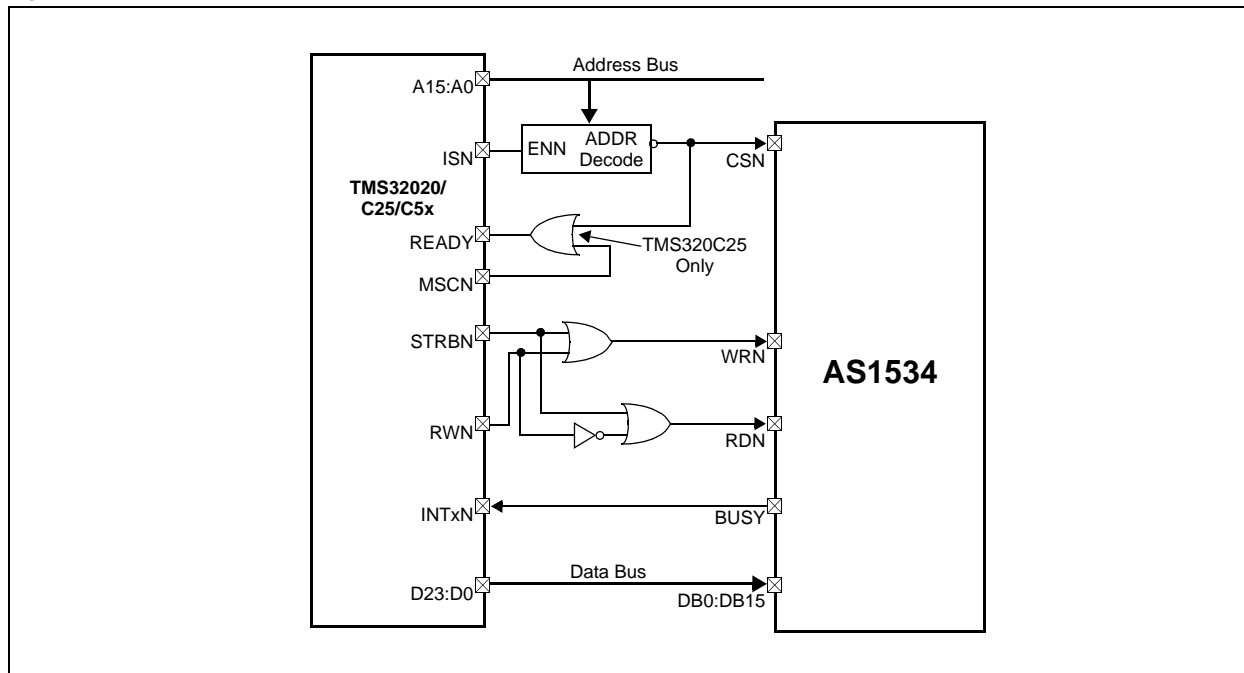 Address Bus
A15:A0
ENN
ADDR
Decode
ISN
CSN
TMS32020/
C25/C5x
READY
TMS320C25
Only
MSCN
STRBN
WRN
AS1534
RWN
RDN
INTxN
BUSY
Data Bus
D23:D0
DB0:DB15